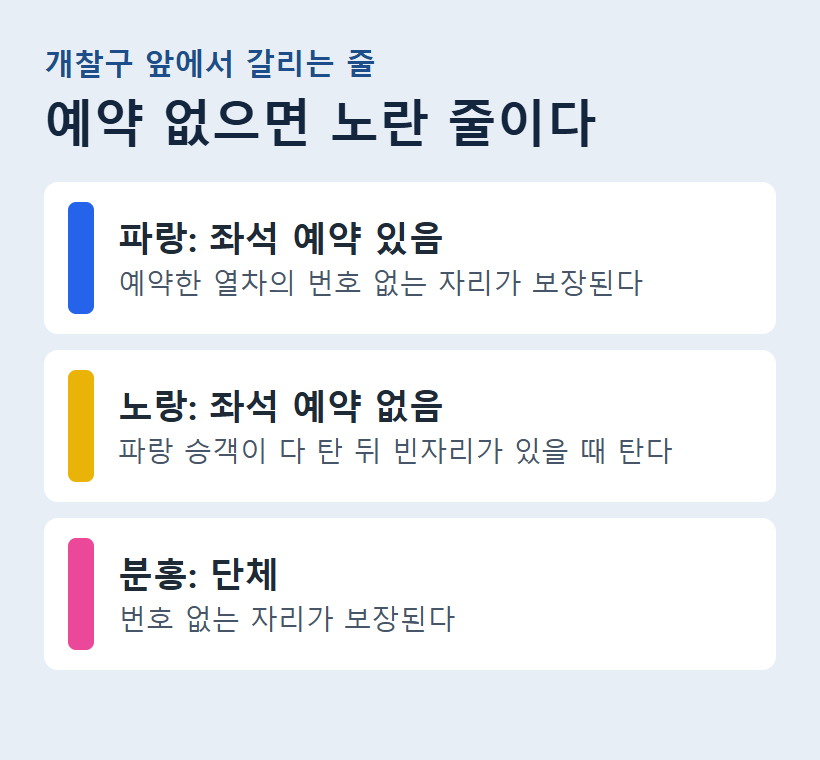 개찰구 앞에서 갈리는 줄
예약 없으면 노란 줄이다
파랑: 좌석 예약 있음
예약한 열차의 번호 없는 자리가 보장된다
노랑: 좌석 예약 없음
파랑 승객이 다 탄 뒤 빈자리가 있을 때 탄다
분홍: 단체
번호 없는 자리가 보장된다